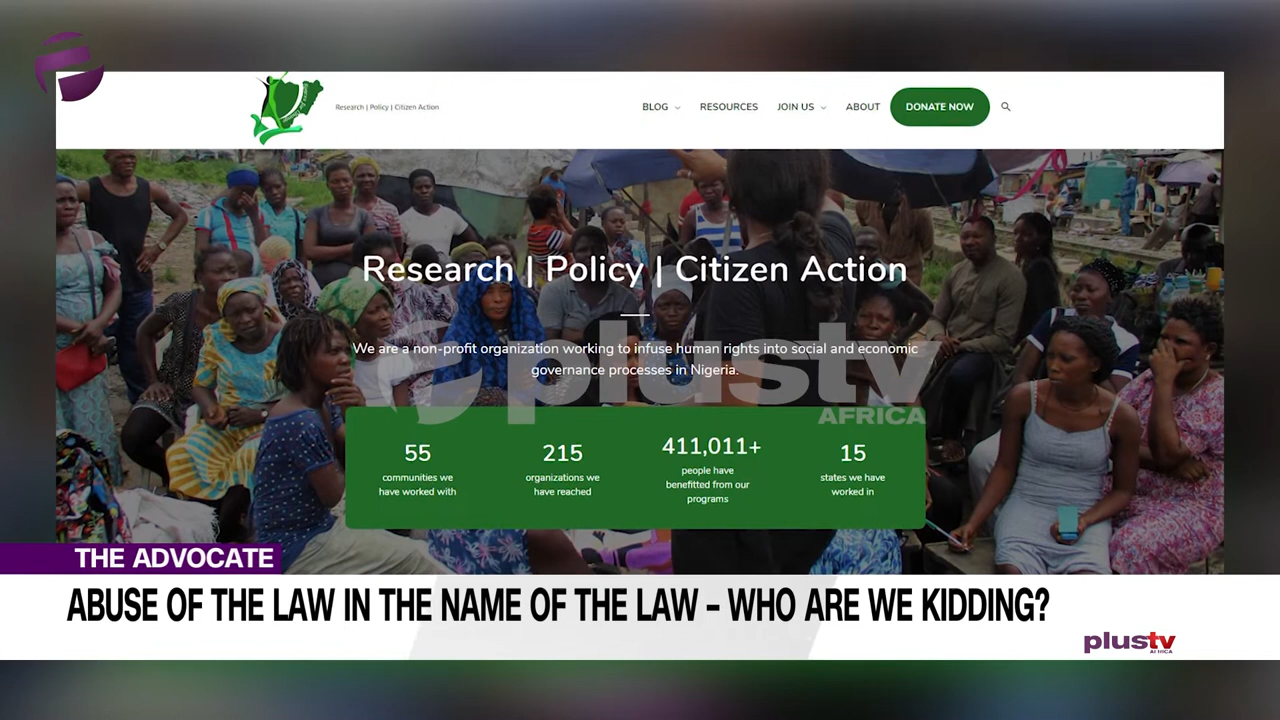 Research | Policy | Citizen Action
BLOG
RESOURCES
JOIN US
ABOUT
DONATE NOW
Research | Policy | Citizen Action
We are a non-profit organization working to infuse human rights into social and economic
governance processes in Nigeria.
plustv
AFRICA
55
communities we
have worked with
215
organizations we
have reached
411,011+
people have
benefitted from our
programs
15
states we have
worked in
THE ADVOCATE
ABUSE OF THE LAW IN THE NAME OF THE LAW – WHO ARE WE KIDDING?
plustv
AFRICA